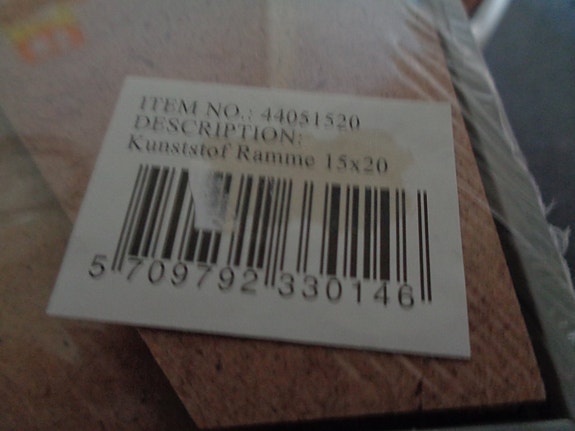 ITEM NO.: 44051520
DESCRIPTION:
Kunststof Ramme 15x20
5 709792 330146